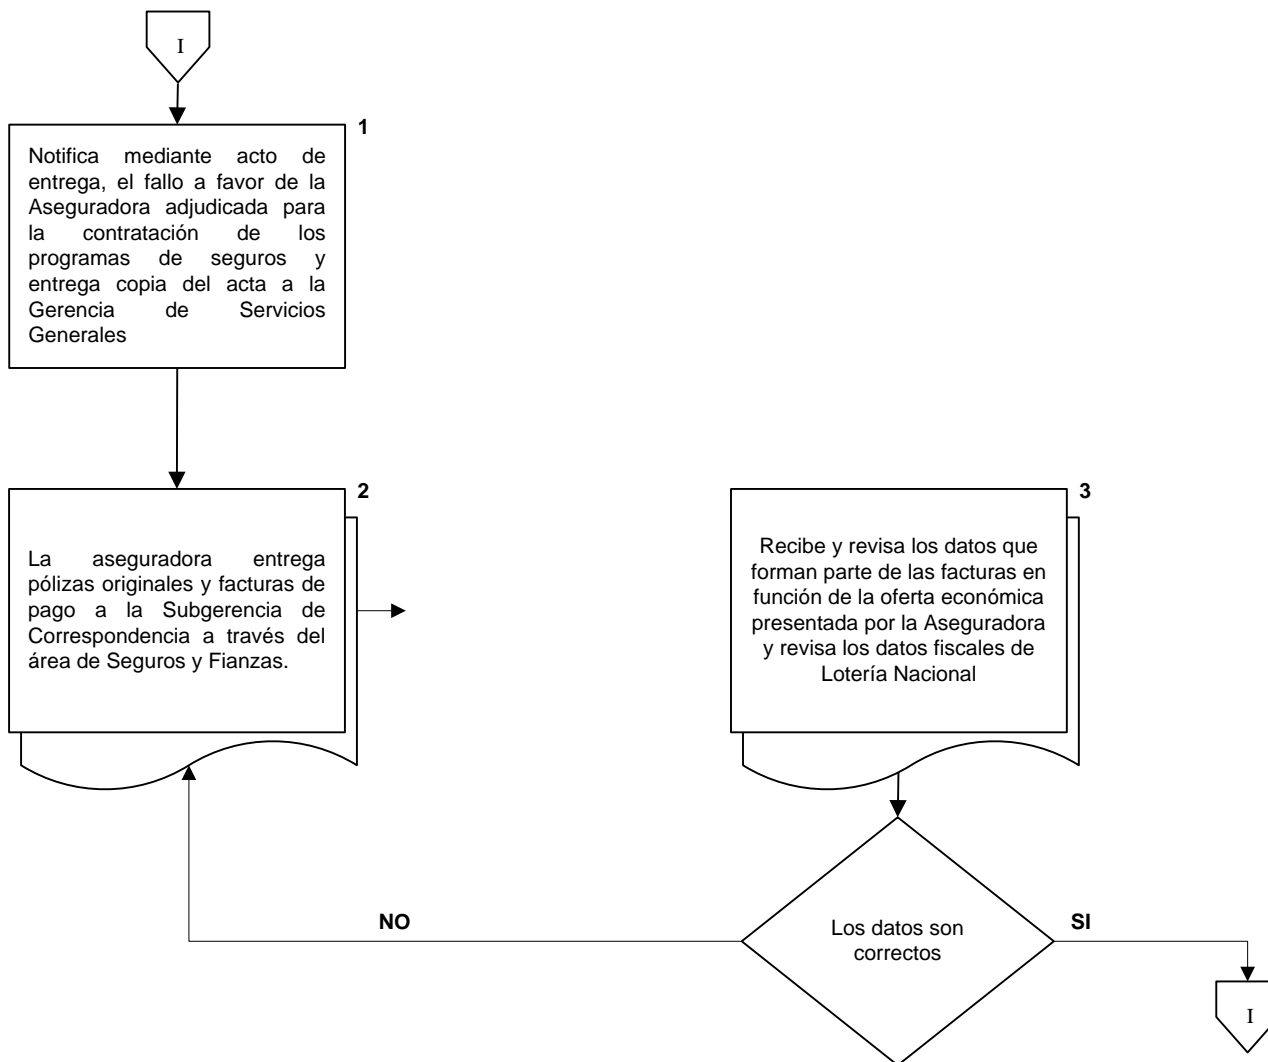 I
1
Notifica mediante acto de
entrega, el fallo a favor de la
Aseguradora adjudicada para
la contratación de los
programas de seguros y
entrega copia del acta a la
Gerencia de Servicios
Generales
2
La aseguradora entrega
pólizas originales y facturas de
pago a la Subgerencia de
Correspondencia a través del
área de Seguros y Fianzas.
3
Recibe y revisa los datos que
forman parte de las facturas en
función de la oferta económica
presentada por la Aseguradora
y revisa los datos fiscales de
Lotería Nacional
NO
Los datos son
correctos
SI
I